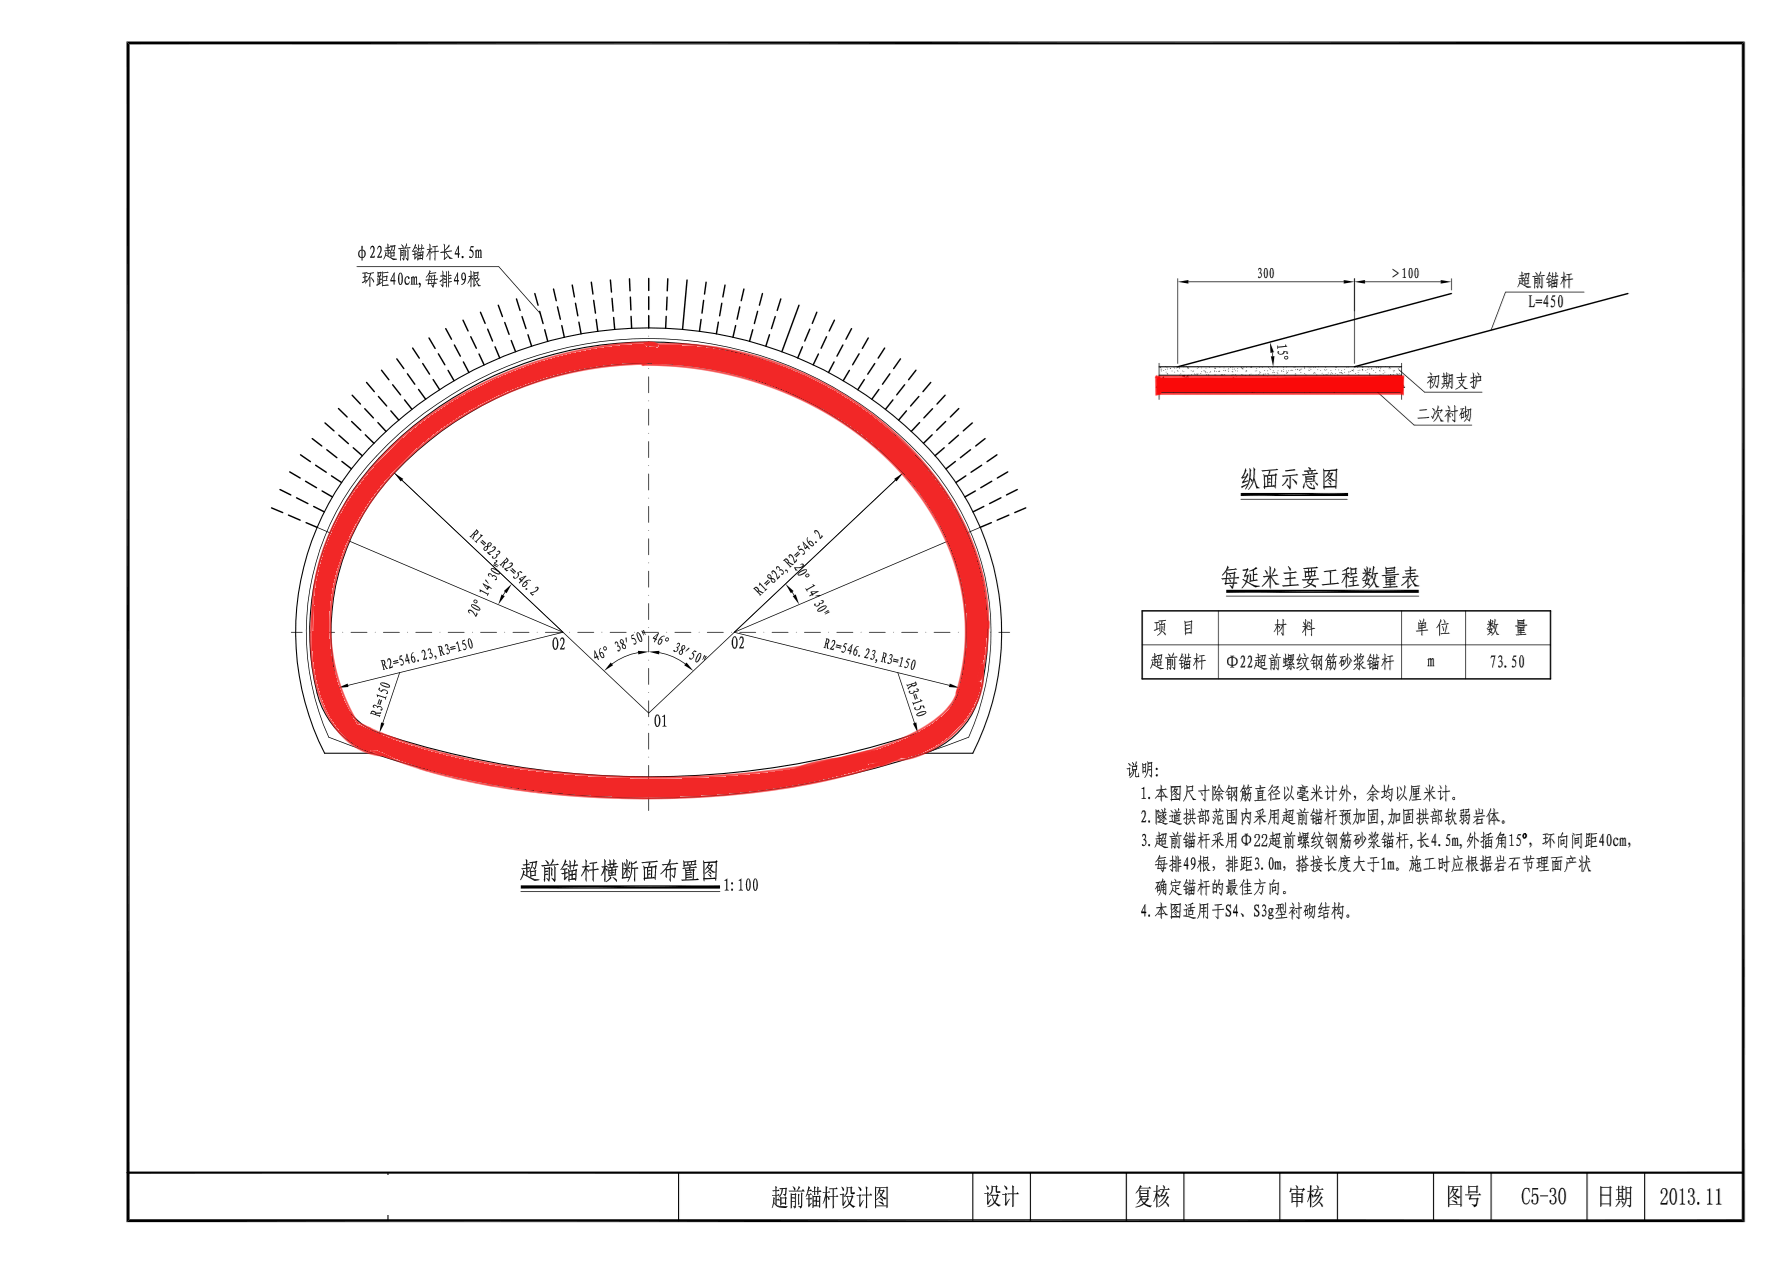 ф22超前锚杆长4.5m
环距40cm,每排49根
R1=823,R2=546.2
20° 14′30″
R1=823,R2=546.2
20° 14′30″
O2
O2
46° 38′50″
46° 38′50″
R2=546.23,R3=150
R2=546.23,R3=150
R3=150
R3=150
O1
超前锚杆横断面布置图 1:100
300
>100
超前锚杆
L=450
15°
初期支护
二次衬砌
纵面示意图
每延米主要工程数量表
项 目 材 料 单 位 数 量
超前锚杆 Φ22超前螺纹钢筋砂浆锚杆 m 73.50
说明:
1.本图尺寸除钢筋直径以毫米计外，余均以厘米计。
2.隧道拱部范围内采用超前锚杆预加固,加固拱部软弱岩体。
3.超前锚杆采用Φ22超前螺纹钢筋砂浆锚杆,长4.5m,外插角15°，环向间距40cm,
每排49根，排距3.0m，搭接长度大于1m。施工时应根据岩石节理面产状
确定锚杆的最佳方向。
4.本图适用于S4、S3g型衬砌结构。
超前锚杆设计图 设计 复核 审核 图号 C5-30 日期 2013.11